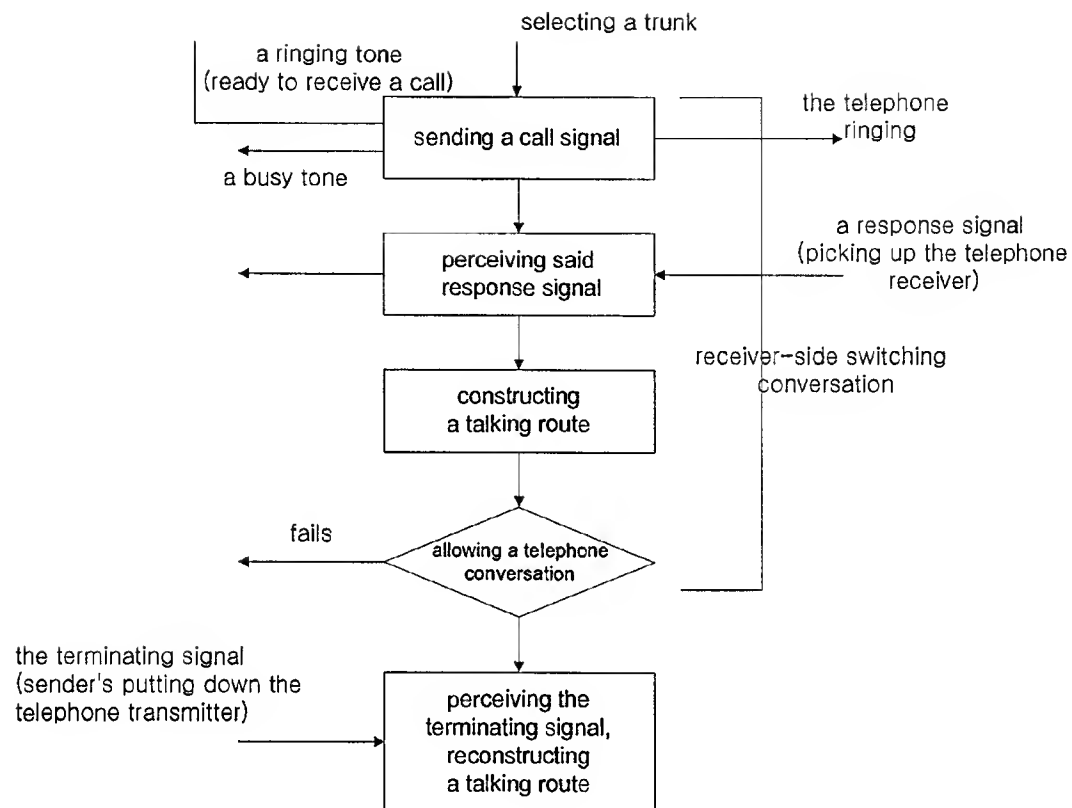 selecting a trunk
a ringing tone
(ready to receive a call)
the telephone
ringing
sending a call signal
a busy tone
a response signal
(picking up the telephone
receiver)
perceiving said
response signal
receiver-side switching
conversation
constructing
a talking route
fails
allowing a telephone
conversation
the terminating signal
(sender's putting down the
telephone transmitter)
perceiving the
terminating signal,
reconstructing
a talking route